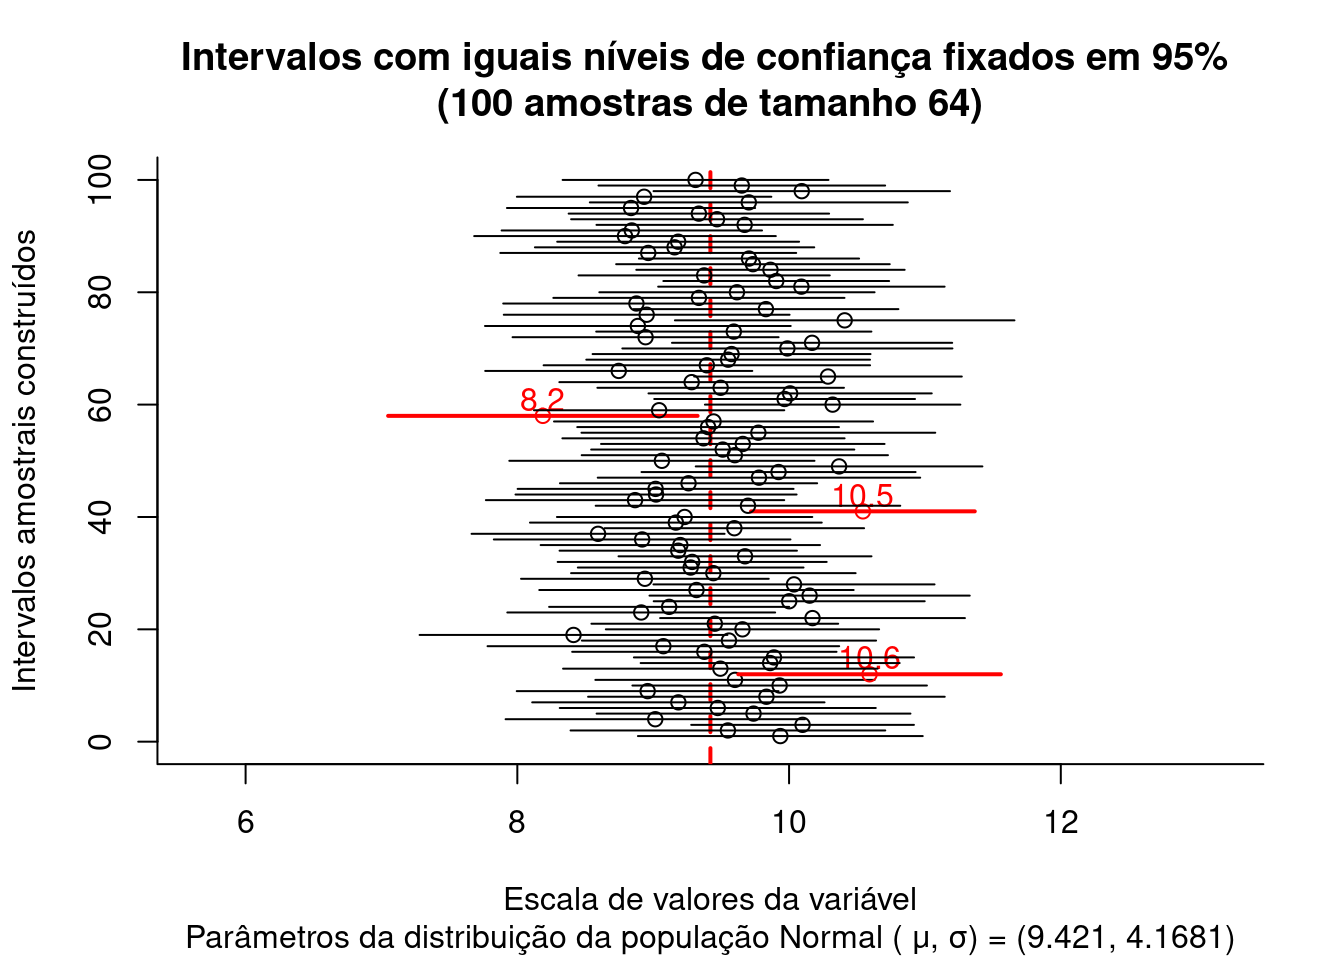 Intervalos com iguais níveis de confiança fixados em 95%
(100 amostras de tamanho 64)
Intervalos amostrais construídos
100
80
60
40
20
0
8.2
10.5
10.6
6
8
10
12
Escala de valores da variável
Parâmetros da distribuição da população Normal ( μ, σ) = (9.421, 4.1681)